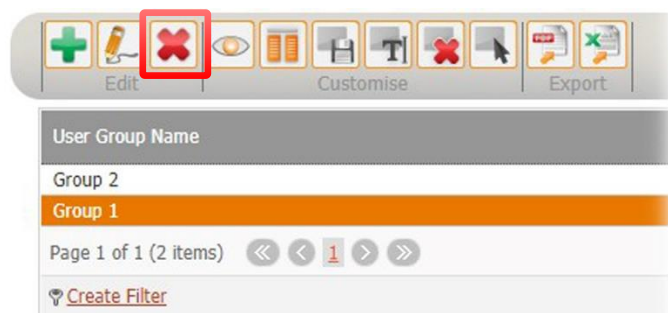 Edit Customise Export
User Group Name
Group 2
Group 1
Page 1 of 1 (2 items) 1
Create Filter